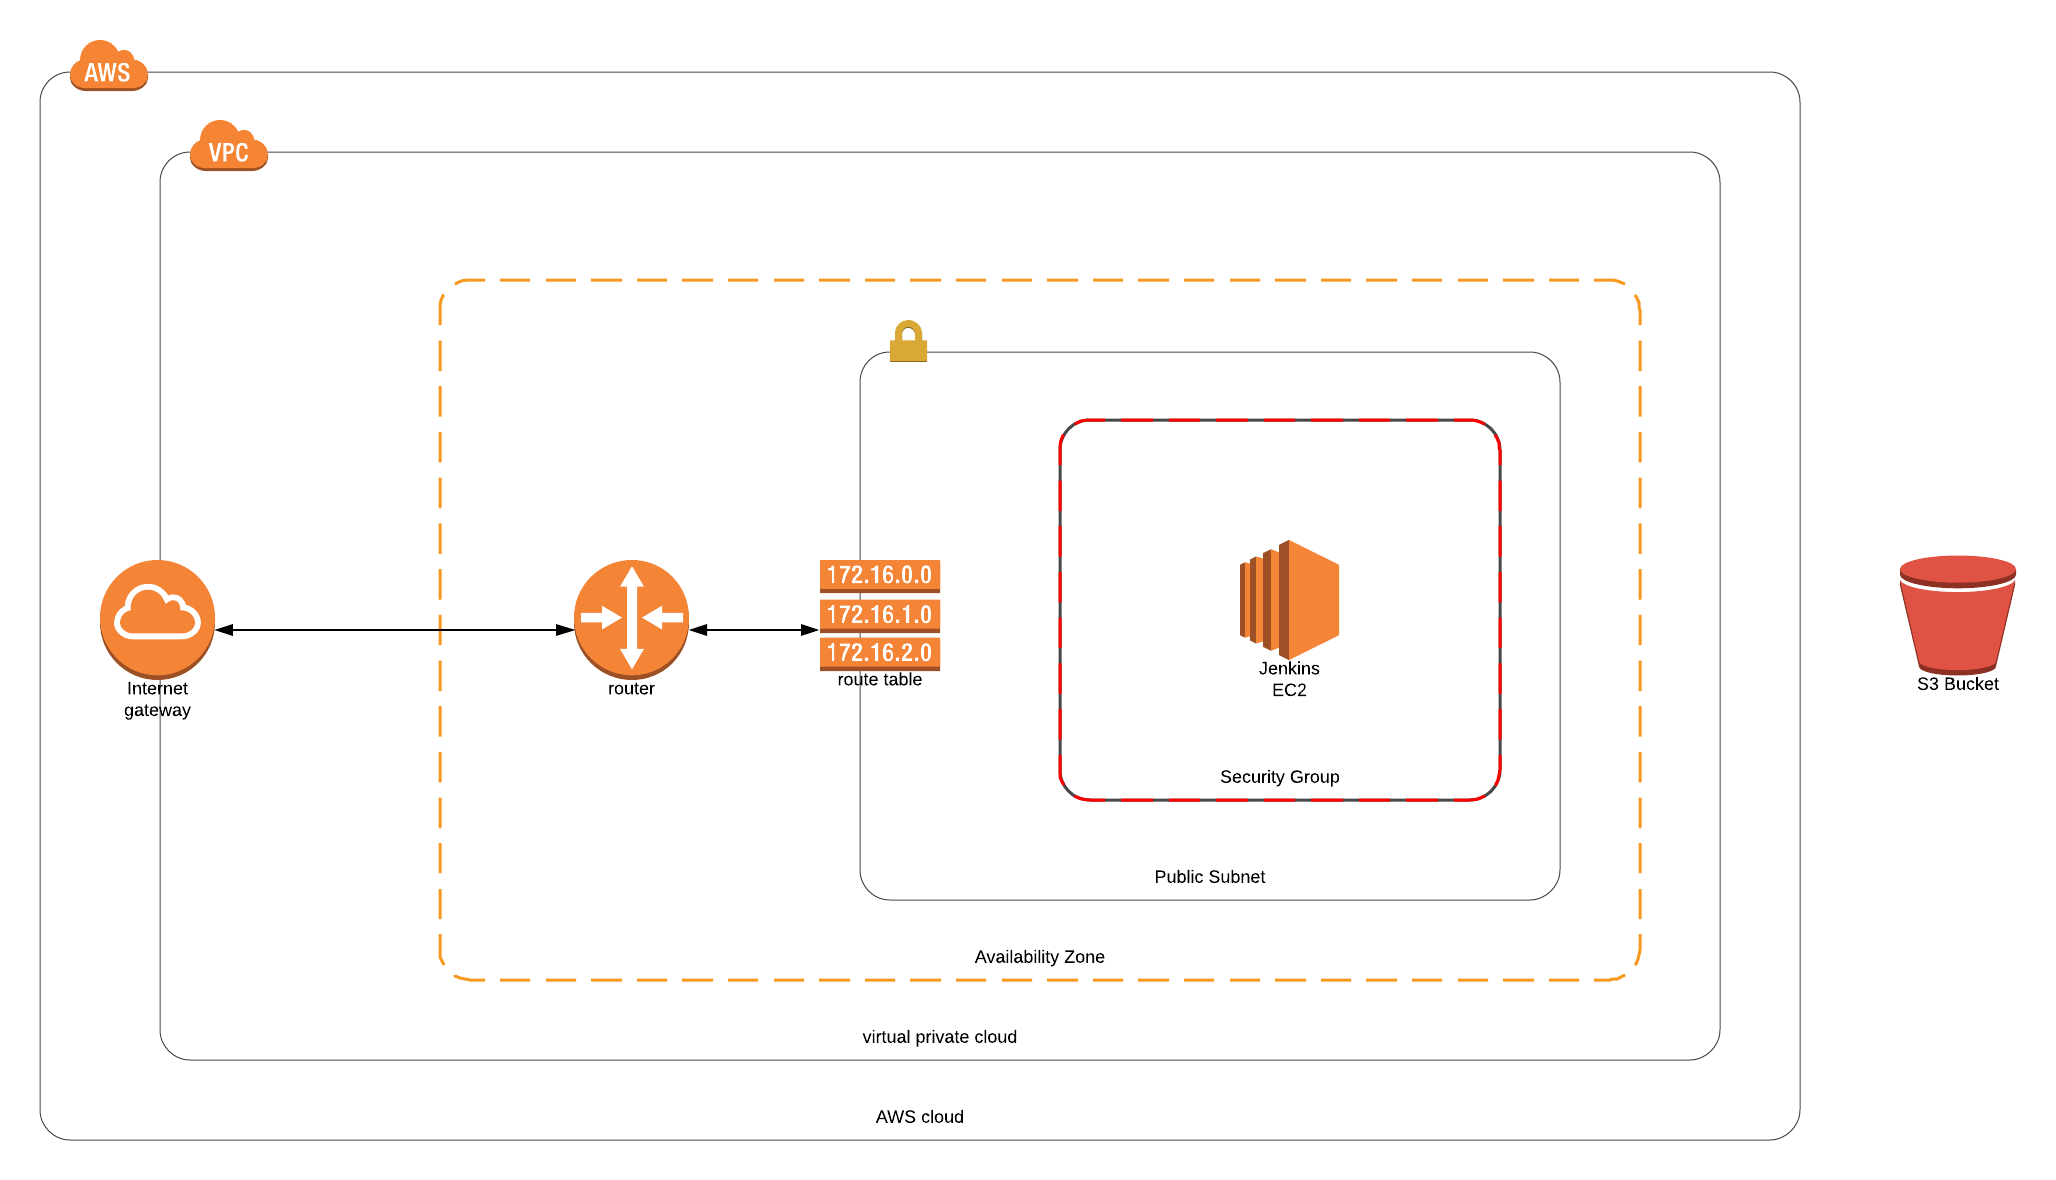 AWS
VPC
172.16.0.0
172.16.1.0
172.16.2.0
route table
Internet
gateway
router
Jenkins
EC2
S3 Bucket
Security Group
Public Subnet
Availability Zone
virtual private cloud
AWS cloud